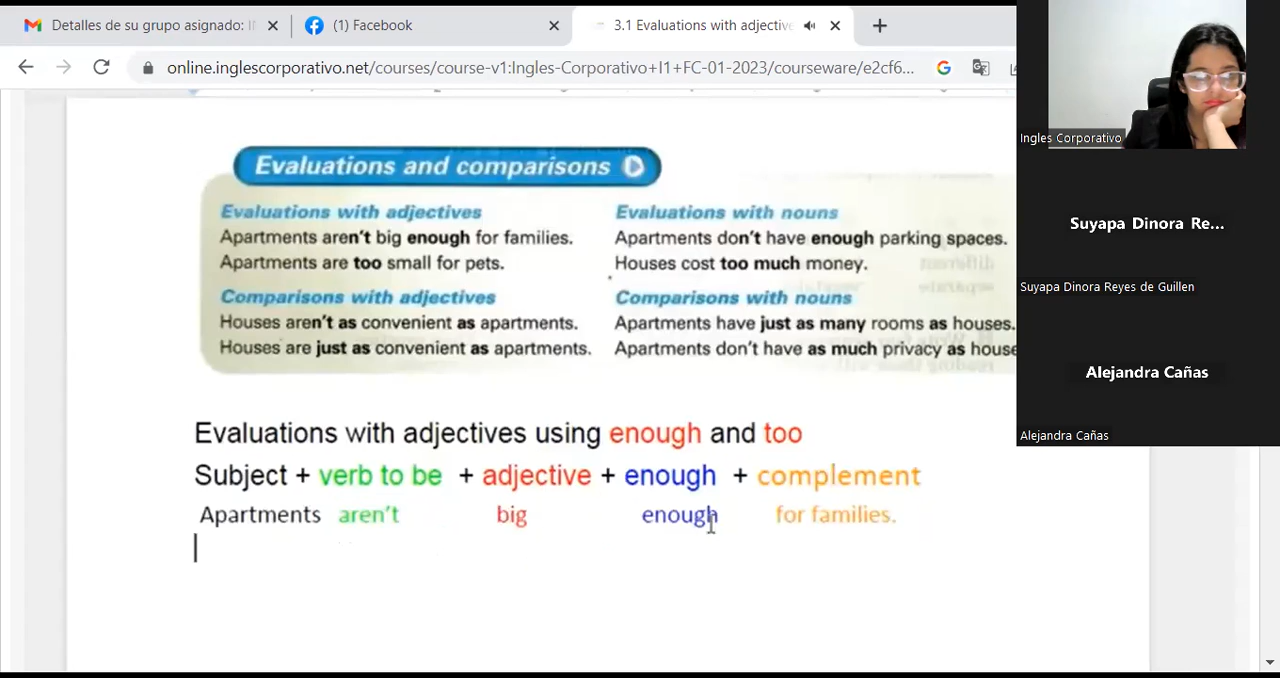 Detalles de su grupo asignado: I
(1) Facebook
3.1 Evaluations with adjective
online.inglescorporativo.net/courses/course-v1:Ingles-Corporativo+I1+FC-01-2023/courseware/e2cf6...
Evaluations and comparisons
Evaluations with adjectives
Apartments aren't big enough for families.
Apartments are too small for pets.
Evaluations with nouns
Apartments don't have enough parking spaces.
Houses cost too much money.
Comparisons with adjectives
Houses aren't as convenient as apartments.
Houses are just as convenient as apartments.
Comparisons with nouns
Apartments have just as many rooms as houses.
Apartments don't have as much privacy as house
Evaluations with adjectives using enough and too
Subject + verb to be + adjective + enough + complement
Apartments aren't big enough for families.
Ingles Corporativo
Suyapa Dinora Re...
Suyapa Dinora Reyes de Guillen
Alejandra Cañas
Alejandra Cañas